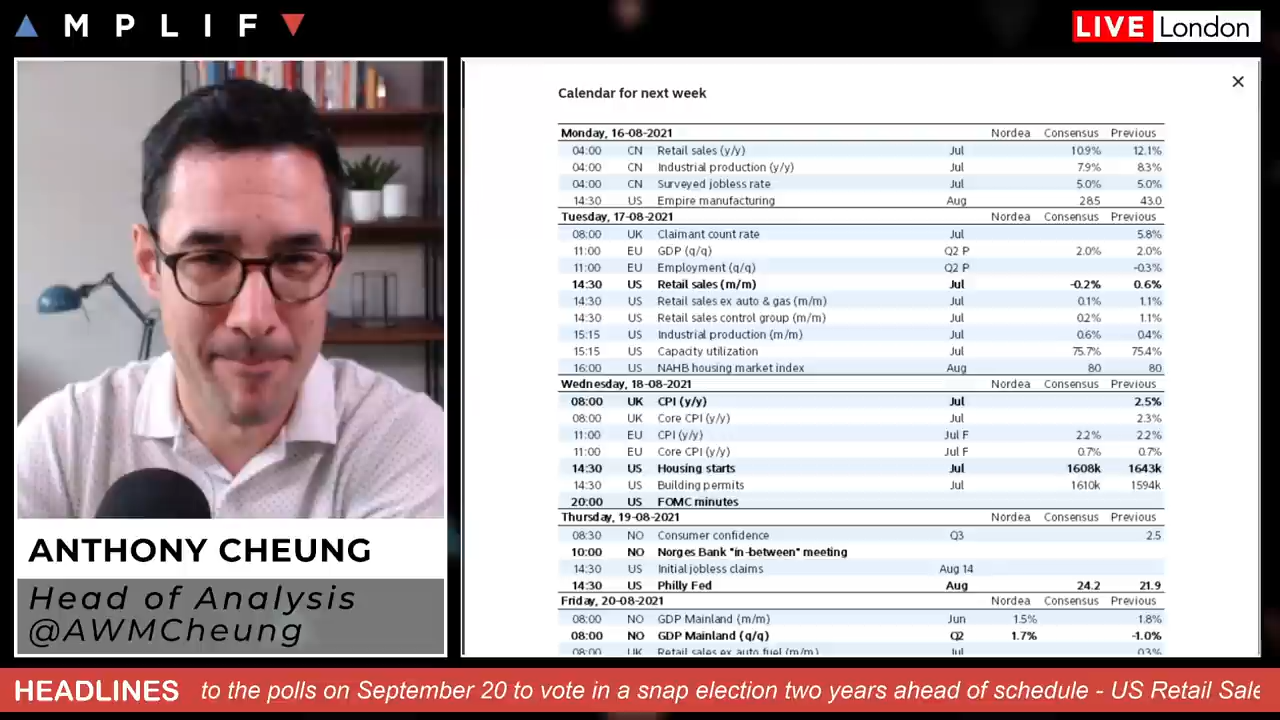 AMPLIFY
LIVE London
Calendar for next week
Monday, 16-08-2021 Nordea Consensus Previous
04:00 CN Retail sales (y/y) Jul 10.9% 12.1%
04:00 CN Industrial production (y/y) Jul 7.9% 8.3%
04:00 CN Surveyed jobless rate Jul 5.0% 5.0%
14:30 US Empire manufacturing Aug 28.5 43.0
Tuesday, 17-08-2021 Nordea Consensus Previous
08:00 UK Claimant count rate Jul 5.8%
11:00 EU GDP (q/q) Q2 P 2.0% 2.0%
11:00 EU Employment (q/q) Q2 P -0.3%
14:30 US Retail sales (m/m) Jul -0.2% 0.6%
14:30 US Retail sales ex auto & gas (m/m) Jul 0.1% 1.1%
14:30 US Retail sales control group (m/m) Jul 0.2% 1.1%
15:15 US Industrial production (m/m) Jul 0.6% 0.4%
15:15 US Capacity utilization Jul 75.7% 75.4%
16:00 US NAHB housing market index Aug 80 80
Wednesday, 18-08-2021 Nordea Consensus Previous
08:00 UK CPI (y/y) Jul 2.5%
08:00 UK Core CPI (y/y) Jul 2.3%
11:00 EU CPI (y/y) Jul F 2.2% 2.2%
11:00 EU Core CPI (y/y) Jul F 0.7% 0.7%
14:30 US Housing starts Jul 1608k 1643k
14:30 US Building permits Jul 1610k 1594k
20:00 US FOMC minutes
Thursday, 19-08-2021 Nordea Consensus Previous
08:30 NO Consumer confidence Q3 2.5
10:00 NO Norges Bank "in-between" meeting
14:30 US Initial jobless claims Aug 14
14:30 US Philly Fed Aug 24.2 21.9
Friday, 20-08-2021 Nordea Consensus Previous
08:00 NO GDP Mainland (m/m) Jun 1.5% 1.8%
08:00 NO GDP Mainland (q/q) Q2 1.7% -1.0%
08:00 UK Retail sales ex auto fuel (m/m) Jul 0.3%
ANTHONY CHEUNG
Head of Analysis
@AWMCheung
HEADLINES to the polls on September 20 to vote in a snap election two years ahead of schedule - US Retail Sale